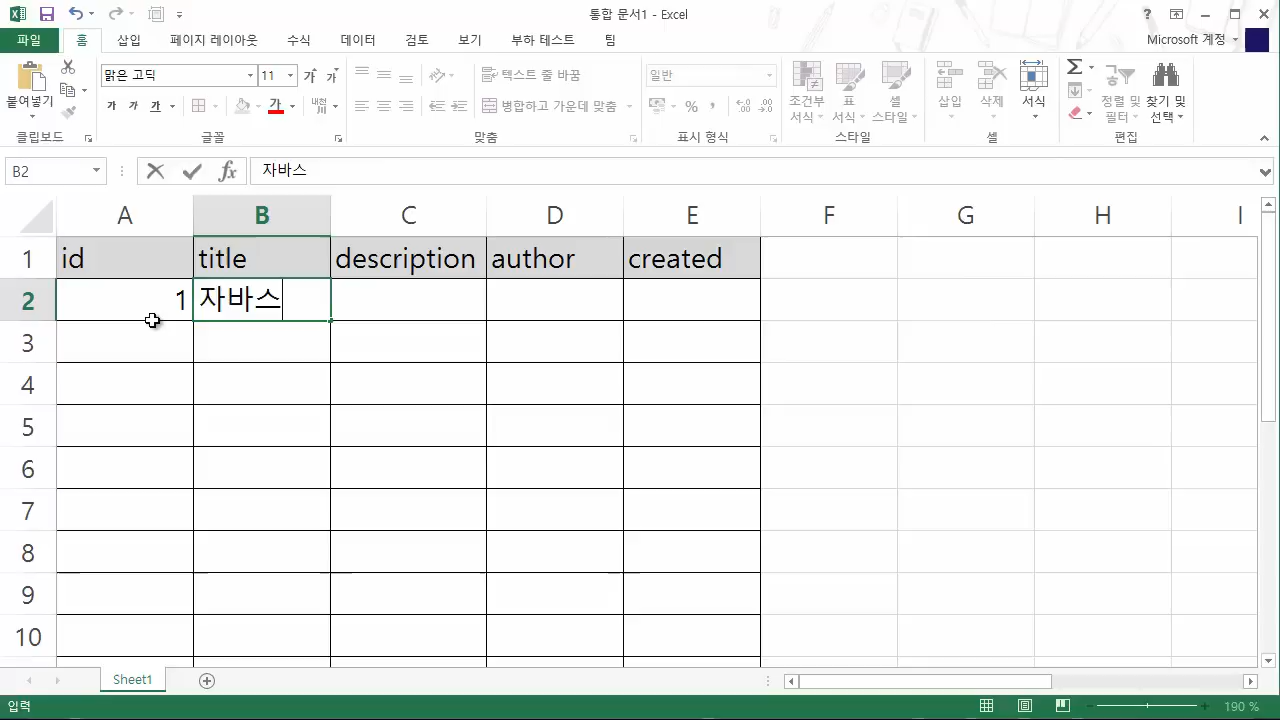 통합 문서1 - Excel
파일 홈 삽입 페이지 레이아웃 수식 데이터 검토 보기 부하 테스트 팀 Microsoft 계정
붙여넣기
맑은 고딕 11 가 가
가 가 가 가 내천
텍스트 줄 바꿈
병합하고 가운데 맞춤
일반
%
조건부 서식
표 서식
셀 스타일
삽입
삭제
서식
정렬 및 필터
찾기 및 선택
클립보드 글꼴 맞춤 표시 형식 스타일 셀 편집
B2 fx 자바스
A B C D E F G H I
1 id title description author created
2 1 자바스
3
4
5
6
7
8
9
10
Sheet1
입력 190 %